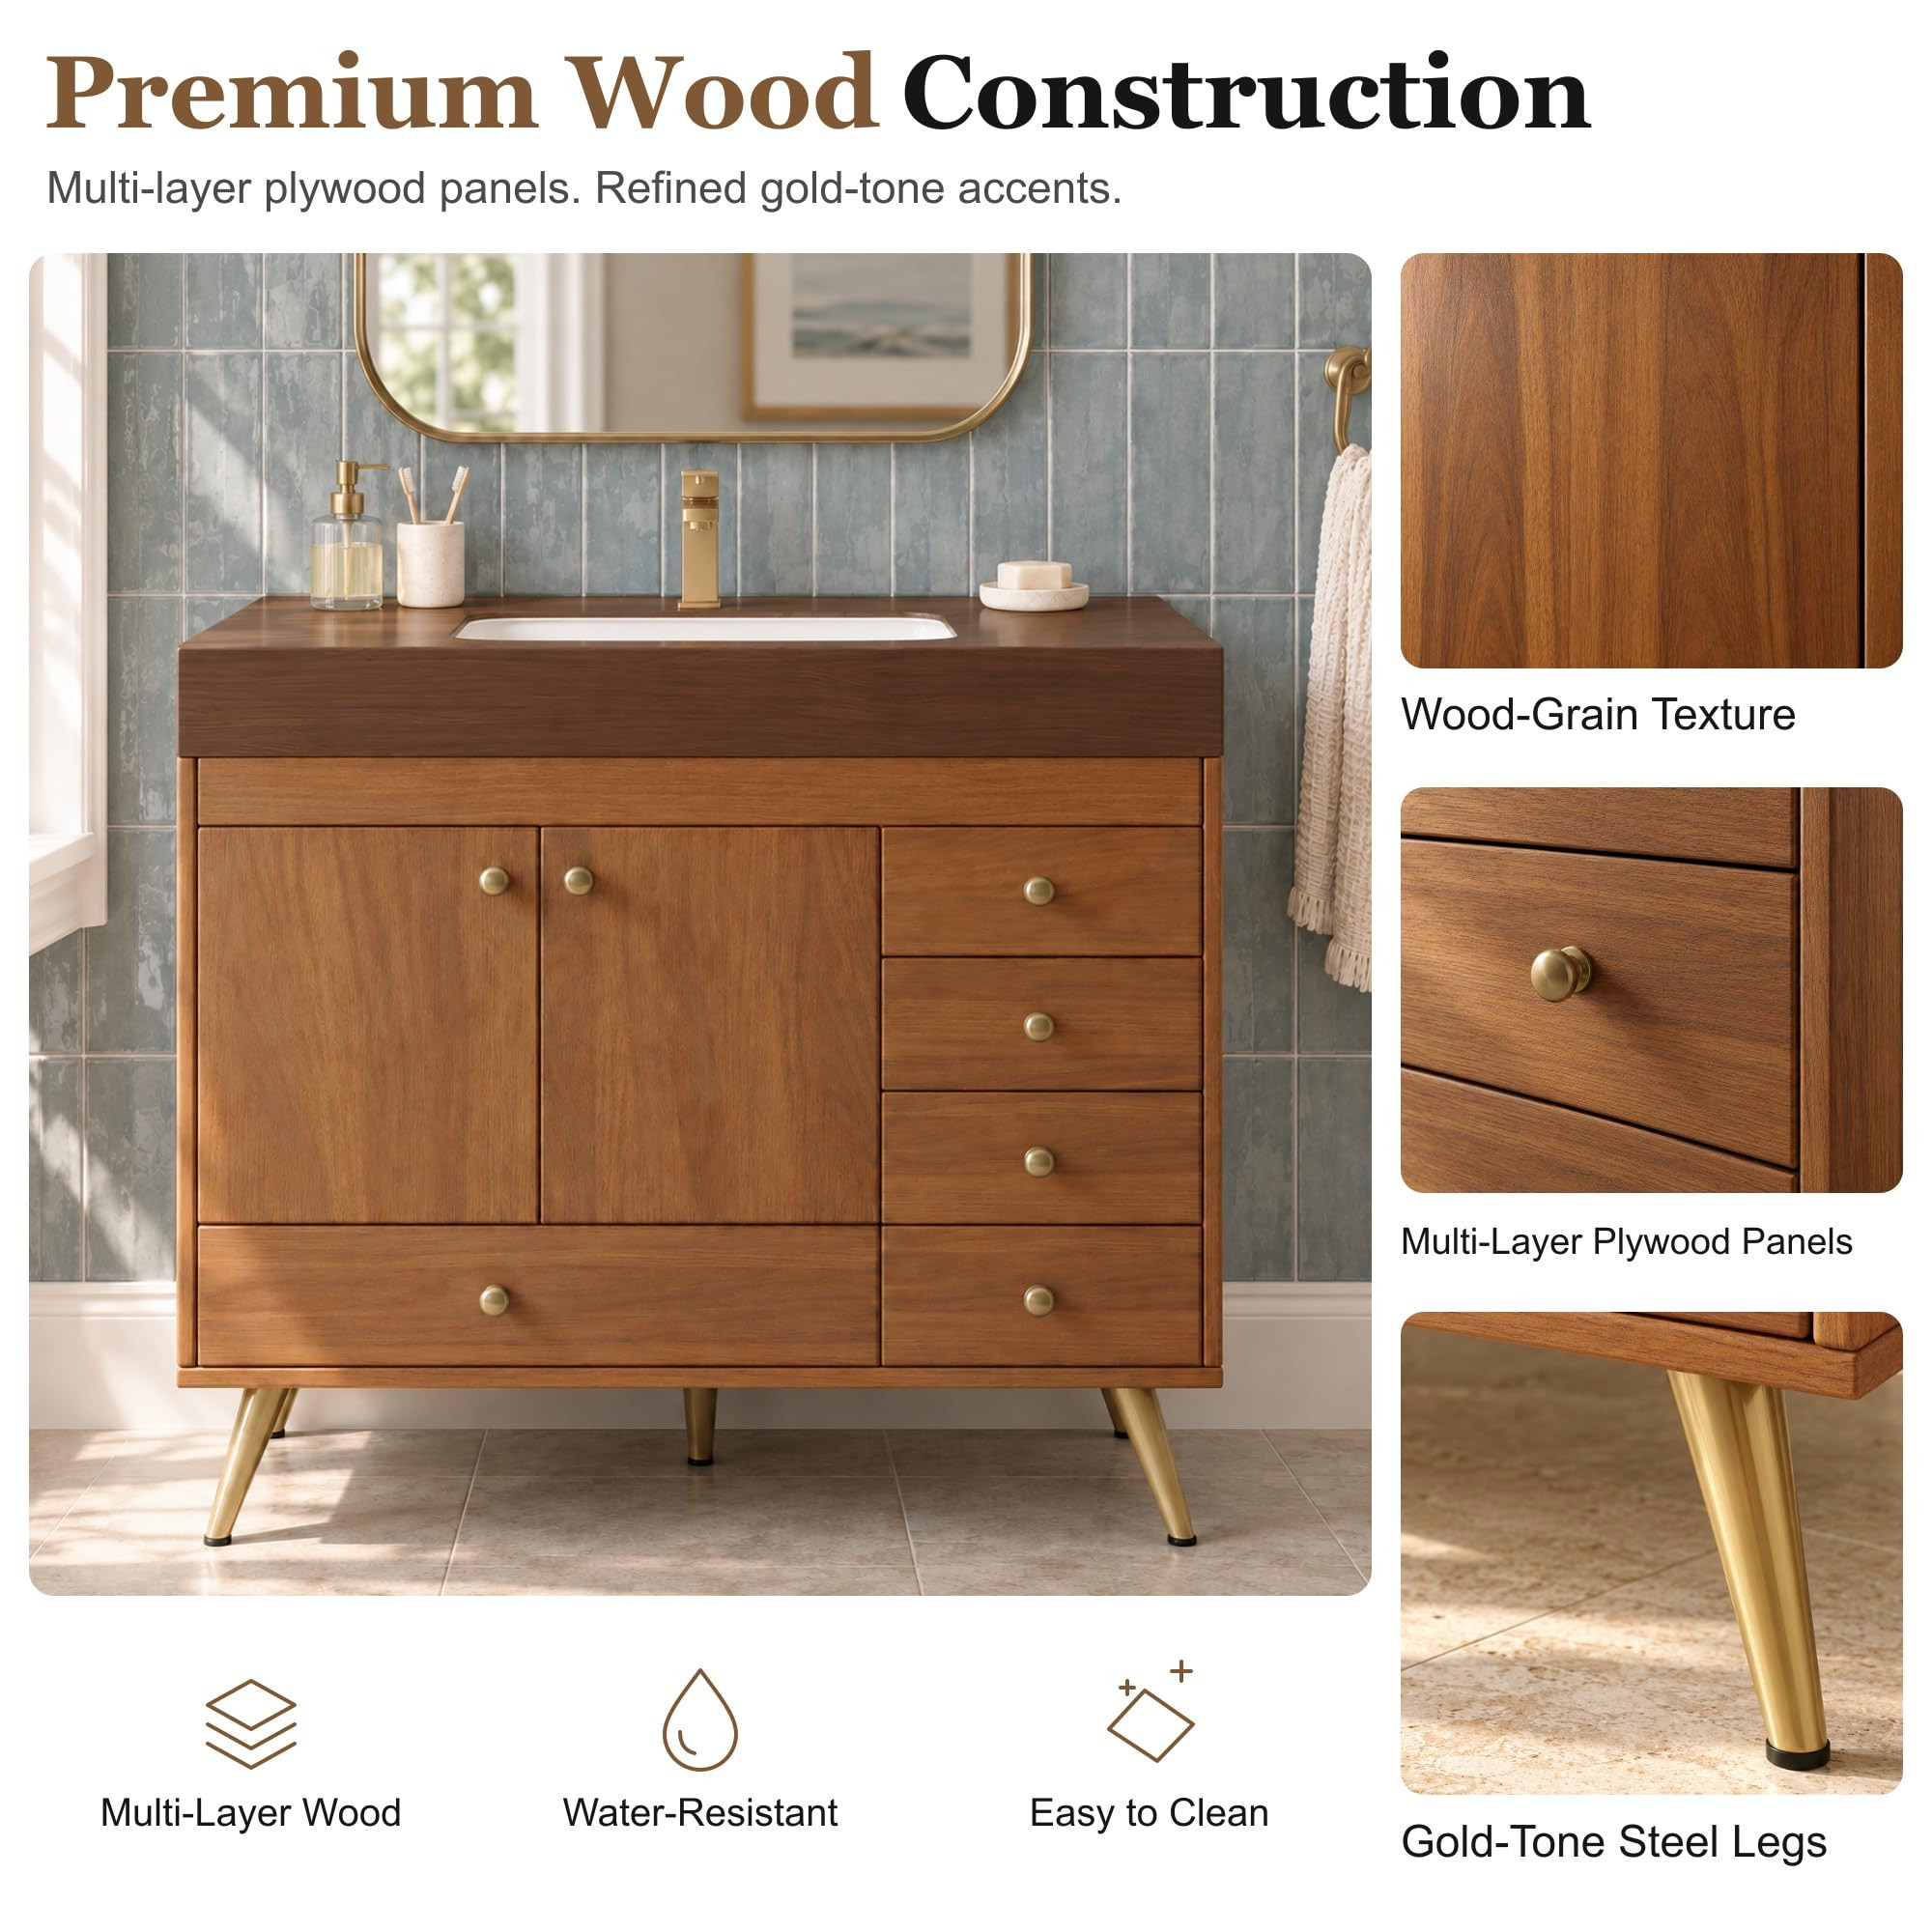 Premium Wood Construction
Multi-layer plywood panels. Refined gold-tone accents.
Wood-Grain Texture
Multi-Layer Plywood Panels
Gold-Tone Steel Legs
Multi-Layer Wood
Water-Resistant
Easy to Clean